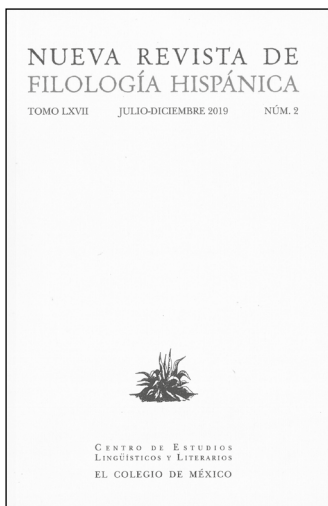 NUEVA REVISTA DE
FILOLOGÍA HISPÁNICA
TOMO LXVII JULIO-DICIEMBRE 2019 NÚM. 2
CENTRO DE ESTUDIOS
LINGÜÍSTICOS Y LITERARIOS
EL COLEGIO DE MÉXICO